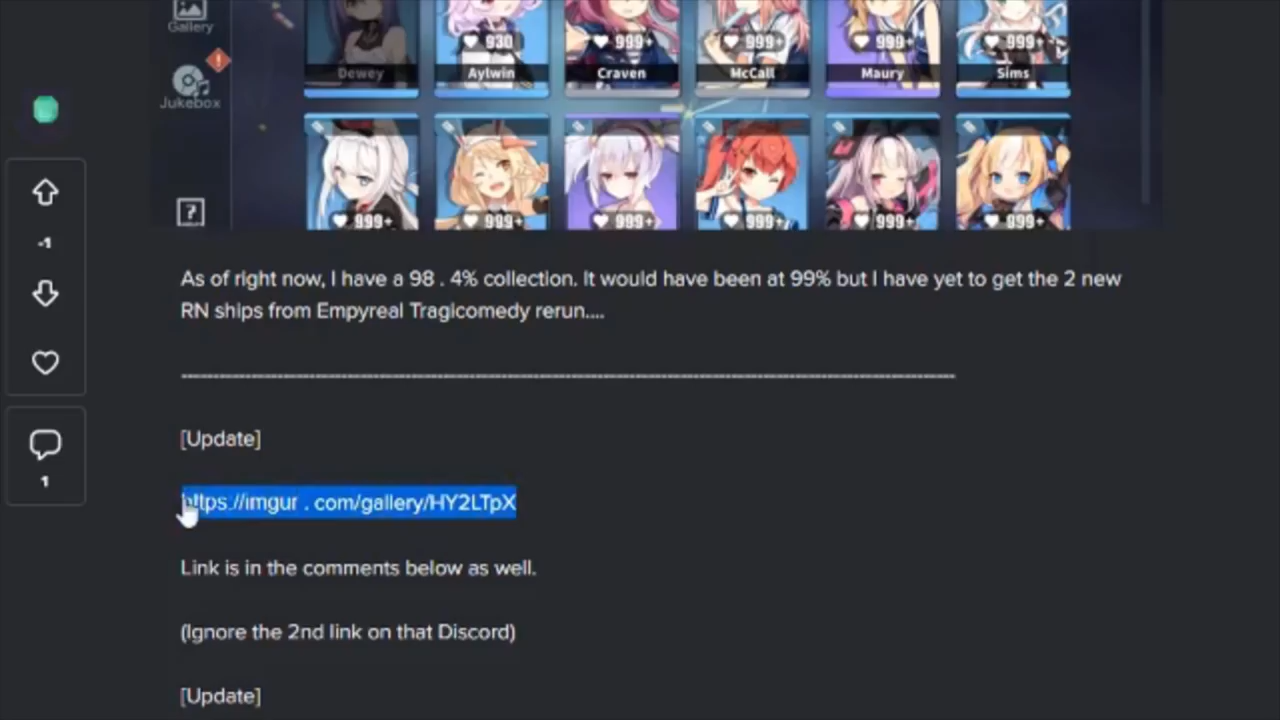 Gallery
930
999+
999+
999+
999+
Dewey
Aylwin
Craven
McCall
Maury
Sims
!
Jukebox
?
999+
999+
999+
999+
999+
999+
-1
As of right now, I have a 98 . 4% collection. It would have been at 99% but I have yet to get the 2 new
RN ships from Empyreal Tragicomedy rerun....
[Update]
https://imgur . com/gallery/HY2LTpX
1
Link is in the comments below as well.
(Ignore the 2nd link on that Discord)
[Update]